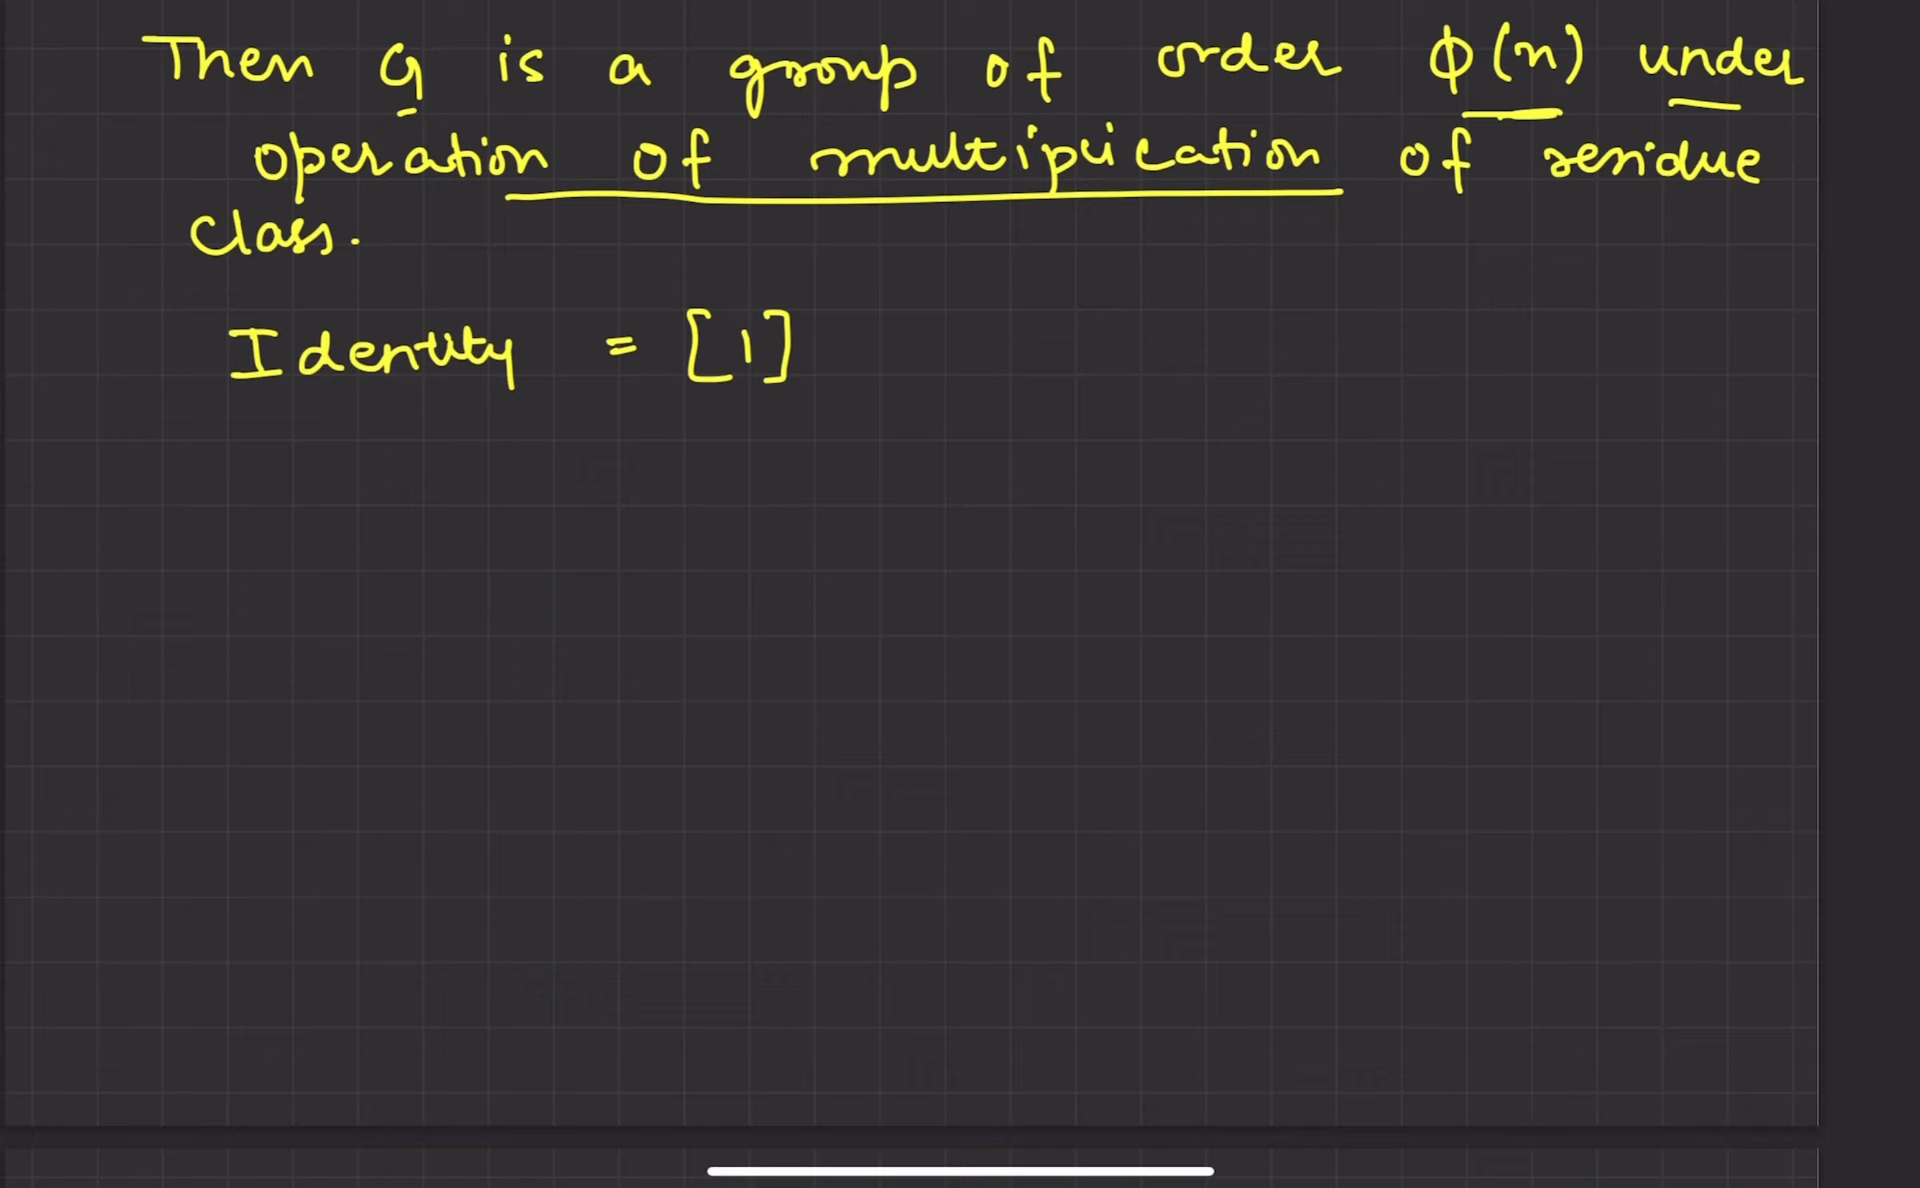 Then G is a group of order φ(n) under
operation of multiplication of residue
class.
Identity = [1]